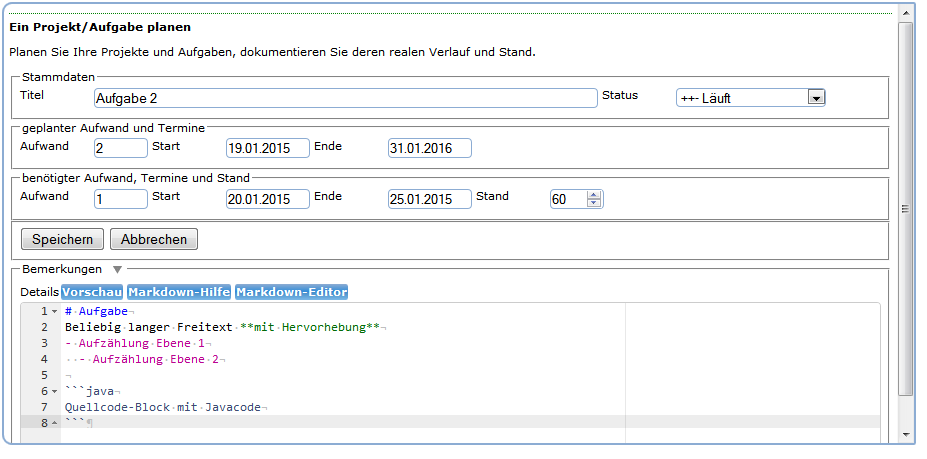 Ein Projekt/Aufgabe planen
Planen Sie Ihre Projekte und Aufgaben, dokumentieren Sie deren realen Verlauf und Stand.
Stammdaten
Titel Aufgabe 2 Status ++- Läuft
geplanter Aufwand und Termine
Aufwand 2 Start 19.01.2015 Ende 31.01.2016
benötigter Aufwand, Termine und Stand
Aufwand 1 Start 20.01.2015 Ende 25.01.2015 Stand 60
Speichern Abbrechen
Bemerkungen
Details Vorschau Markdown-Hilfe Markdown-Editor
1 # Aufgabe¬
2 Beliebig·langer·Freitext·**mit·Hervorhebung**¬
3 -·Aufzählung·Ebene·1¬
4 ··-·Aufzählung·Ebene·2¬
5 ¬
6 ```java¬
7 Quellcode-Block·mit·Javacode¬
8 ```¶